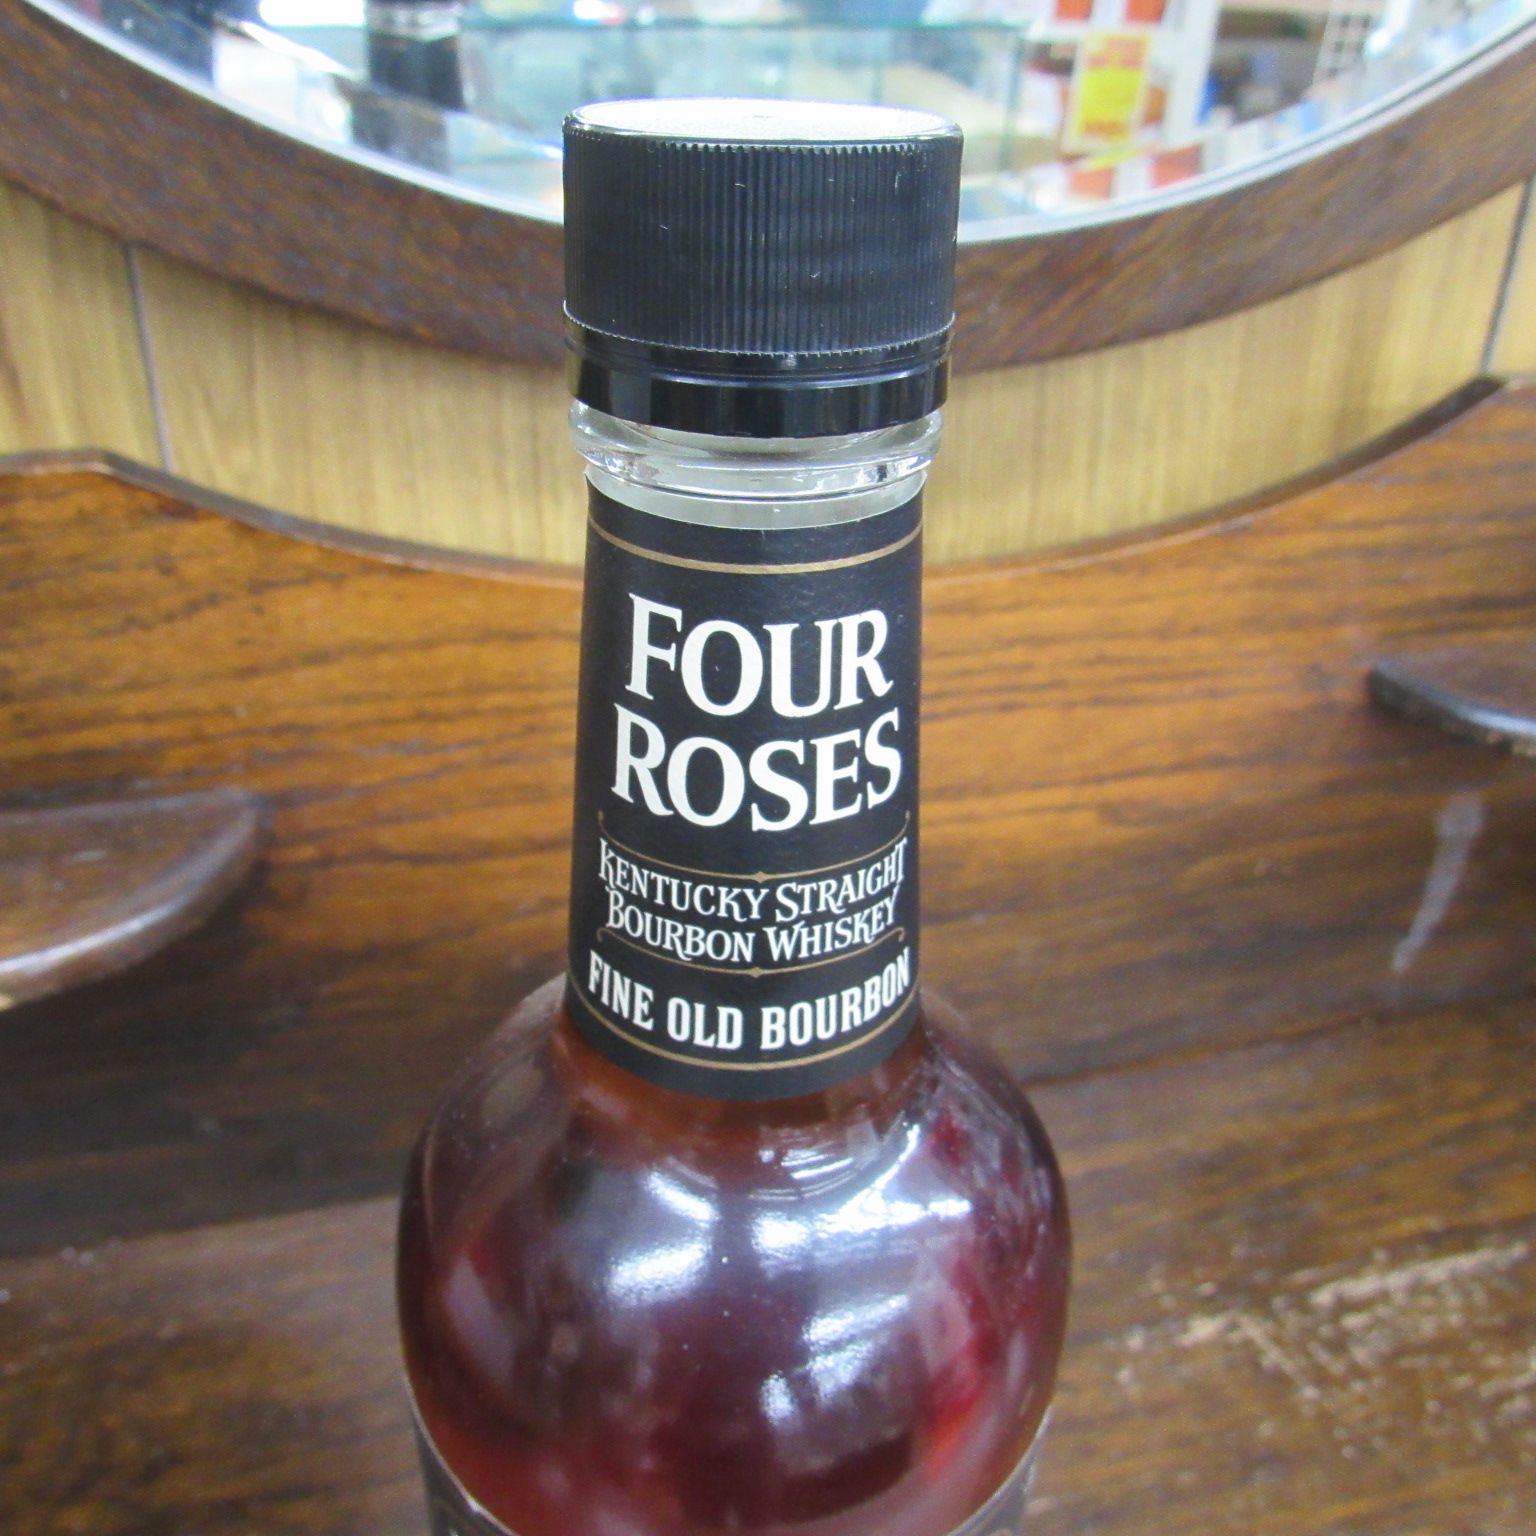 FOUR
ROSES
KENTUCKY STRAIGHT
BOURBON WHISKEY
FINE OLD BOURBON